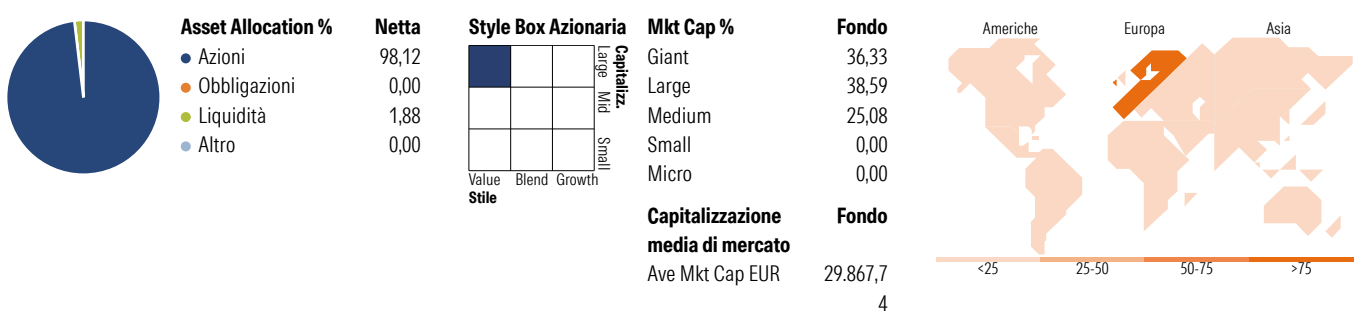 Asset Allocation % Netta
Azioni 98,12
Obbligazioni 0,00
Liquidità 1,88
Altro 0,00
Style Box Azionaria
Capitalizz.
Large Mid Small
Value Blend Growth
Stile
Mkt Cap % Fondo
Giant 36,33
Large 38,59
Medium 25,08
Small 0,00
Micro 0,00
Capitalizzazione Fondo
media di mercato
Ave Mkt Cap EUR 29.867,7
4
Americhe Europa Asia
<25 25-50 50-75 >75